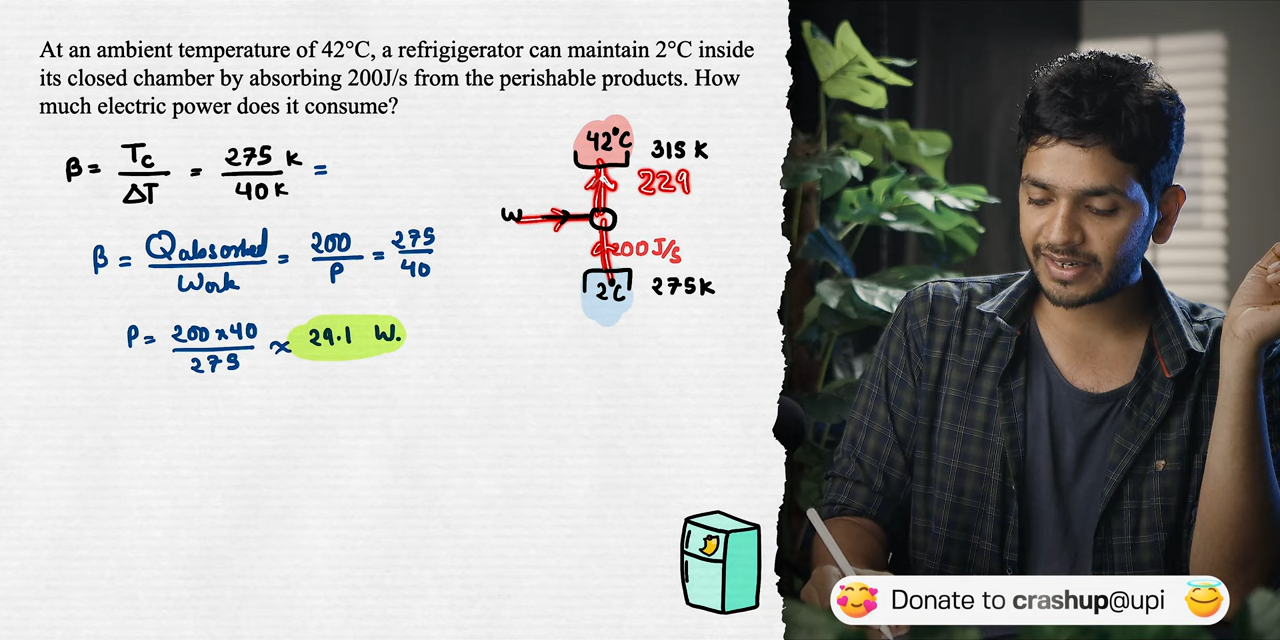 At an ambient temperature of 42°C, a refrigigerator can maintain 2°C inside
its closed chamber by absorbing 200J/s from the perishable products. How
much electric power does it consume?
β = Tc / ΔT = 275 K / 40 K =
β = Q absorbed / Work = 200 / P = 275 / 40
P = 200 × 40 / 275 ≈ 29.1 W.
42°C 315 K
229
W
200 J/s
2°C 275 K
Donate to crashup@upi